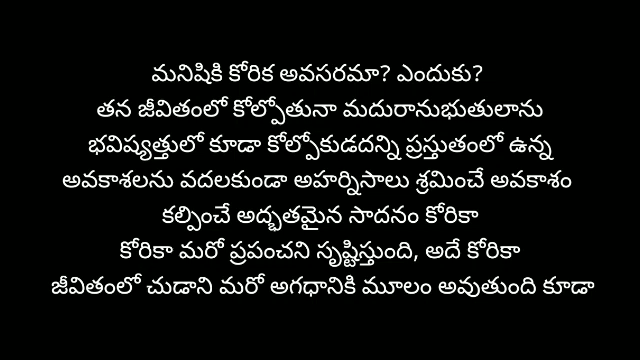 మనిషికి కోరిక అవసరమా? ఎందుకు?
తన జీవితంలో కోల్పోతునా మదురానుభుతులాను
భవిష్యత్తులో కూడా కోల్పోకుడదన్ని ప్రస్తుతంలో ఉన్న
అవకాశలను వదలకుండా అహర్నిసాలు శ్రమించే అవకాశం
కల్పించే అద్భతమైన సాదనం కోరికా
కోరికా మరో ప్రపంచని సృష్టిస్తుంది, అదే కోరికా
జీవితంలో చుడాని మరో అగధానికి మూలం అవుతుంది కూడా